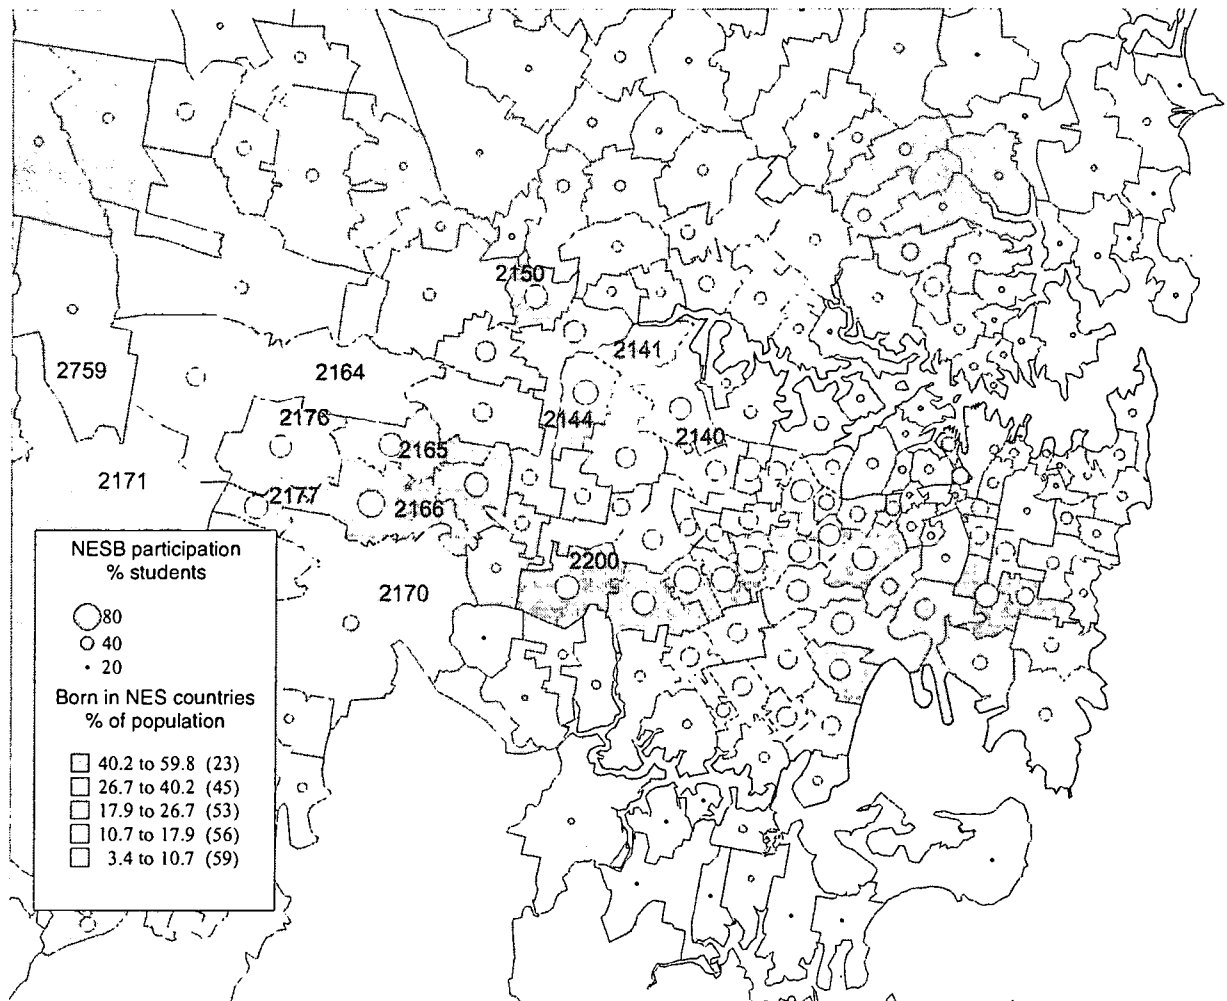 2150
2141
2759
2164
2176
2144
2165
2140
2171
2177
2166
2200
2170
NESB participation
% students
80
40
20
Born in NES countries
% of population
40.2 to 59.8 (23)
26.7 to 40.2 (45)
17.9 to 26.7 (53)
10.7 to 17.9 (56)
3.4 to 10.7 (59)